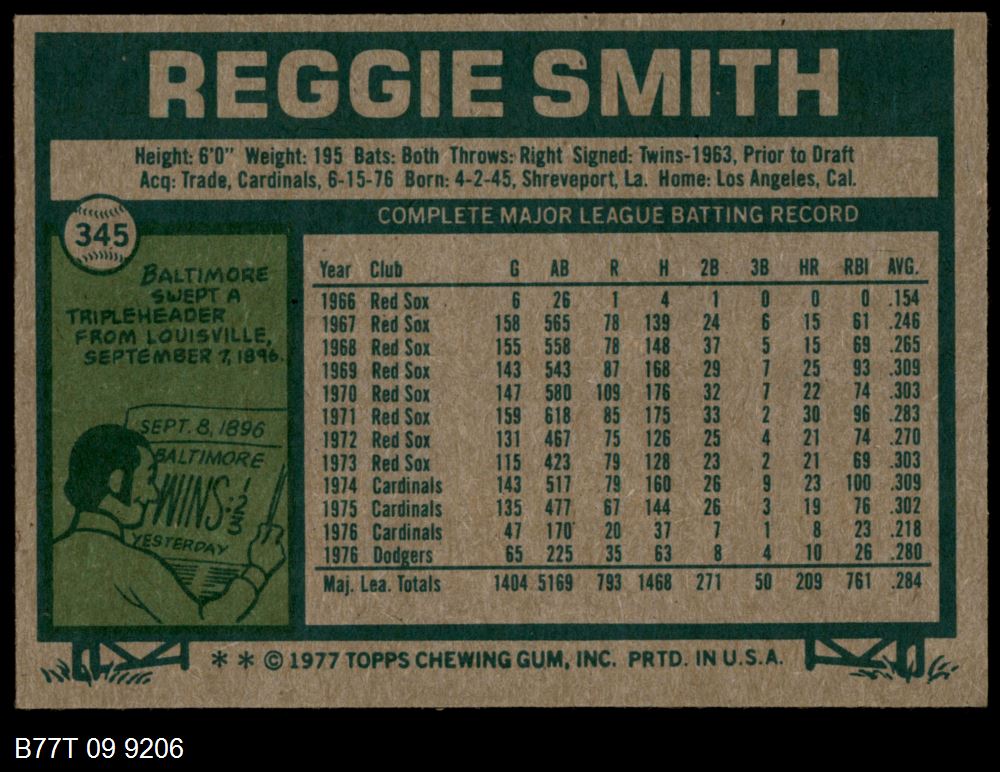 REGGIE SMITH
Height: 6'0" Weight: 195 Bats: Both Throws: Right Signed: Twins-1963, Prior to Draft
Acq: Trade, Cardinals, 6-15-76 Born: 4-2-45, Shreveport, La. Home: Los Angeles, Cal.
345
BALTIMORE
SWEPT A
TRIPLEHEADER
FROM LOUISVILLE,
SEPTEMBER 7, 1896.
SEPT. 8, 1896
BALTIMORE
WINS: 1 2 3
YESTERDAY
COMPLETE MAJOR LEAGUE BATTING RECORD
Year Club G AB R H 2B 3B HR RBI AVG.
1966 Red Sox 6 26 1 4 1 0 0 0 .154
1967 Red Sox 158 565 78 139 24 6 15 61 .246
1968 Red Sox 155 558 78 148 37 5 15 69 .265
1969 Red Sox 143 543 87 168 29 7 25 93 .309
1970 Red Sox 147 580 109 176 32 7 22 74 .303
1971 Red Sox 159 618 85 175 33 2 30 96 .283
1972 Red Sox 131 467 75 126 25 4 21 74 .270
1973 Red Sox 115 423 79 128 23 2 21 69 .303
1974 Cardinals 143 517 79 160 26 9 23 100 .309
1975 Cardinals 135 477 67 144 26 3 19 76 .302
1976 Cardinals 47 170 20 37 7 1 8 23 .218
1976 Dodgers 65 225 35 63 8 4 10 26 .280
Maj. Lea. Totals 1404 5169 793 1468 271 50 209 761 .284
* * © 1977 TOPPS CHEWING GUM, INC. PRTD. IN U.S.A.
B77T 09 9206